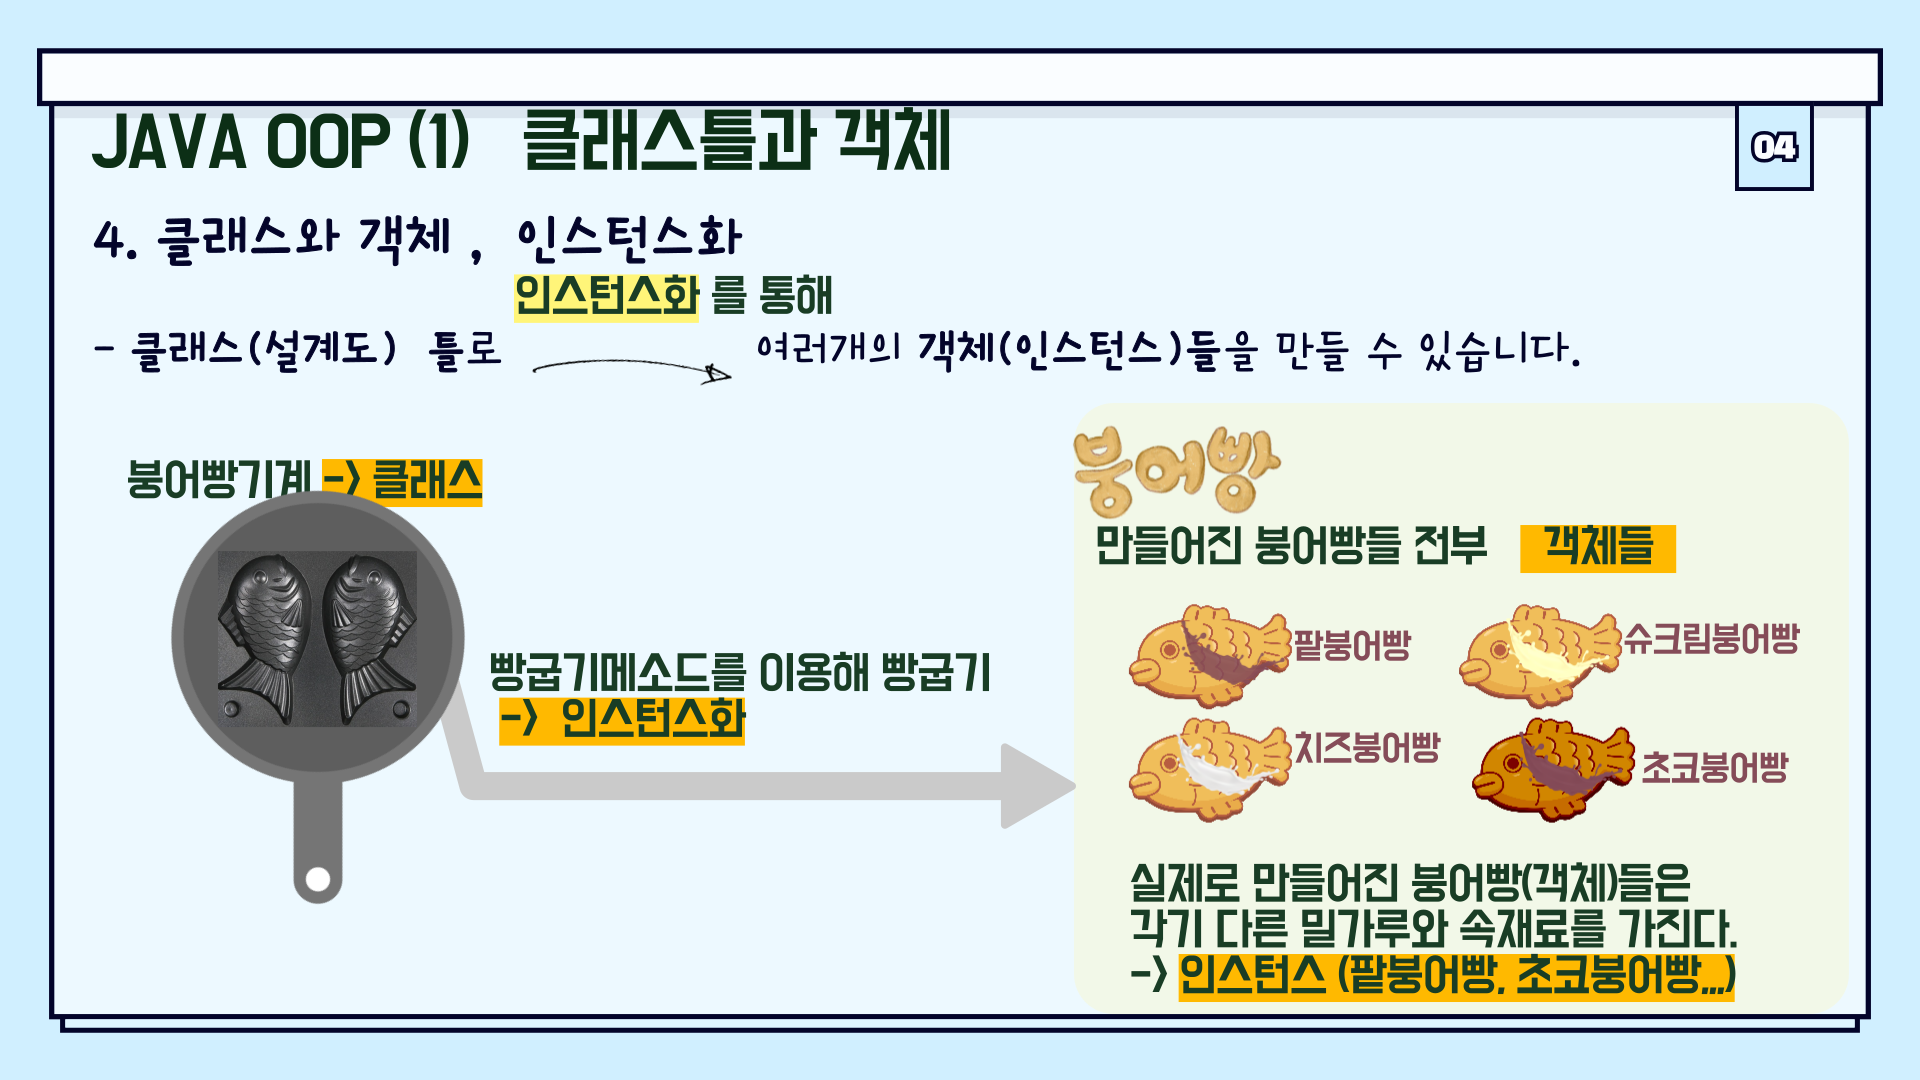 JAVA OOP (1) 클래스틀과 객체
04
4. 클래스와 객체 , 인스턴스화
인스턴스화 를 통해
- 클래스(설계도) 틀로 여러개의 객체(인스턴스)들을 만들 수 있습니다.
붕어빵기계 -> 클래스
빵굽기메소드를 이용해 빵굽기
-> 인스턴스화
붕어빵
만들어진 붕어빵들 전부 객체들
팥붕어빵
슈크림붕어빵
치즈붕어빵
초코붕어빵
실제로 만들어진 붕어빵(객체)들은
각기 다른 밀가루와 속재료를 가진다.
-> 인스턴스 (팥붕어빵, 초코붕어빵,,,)